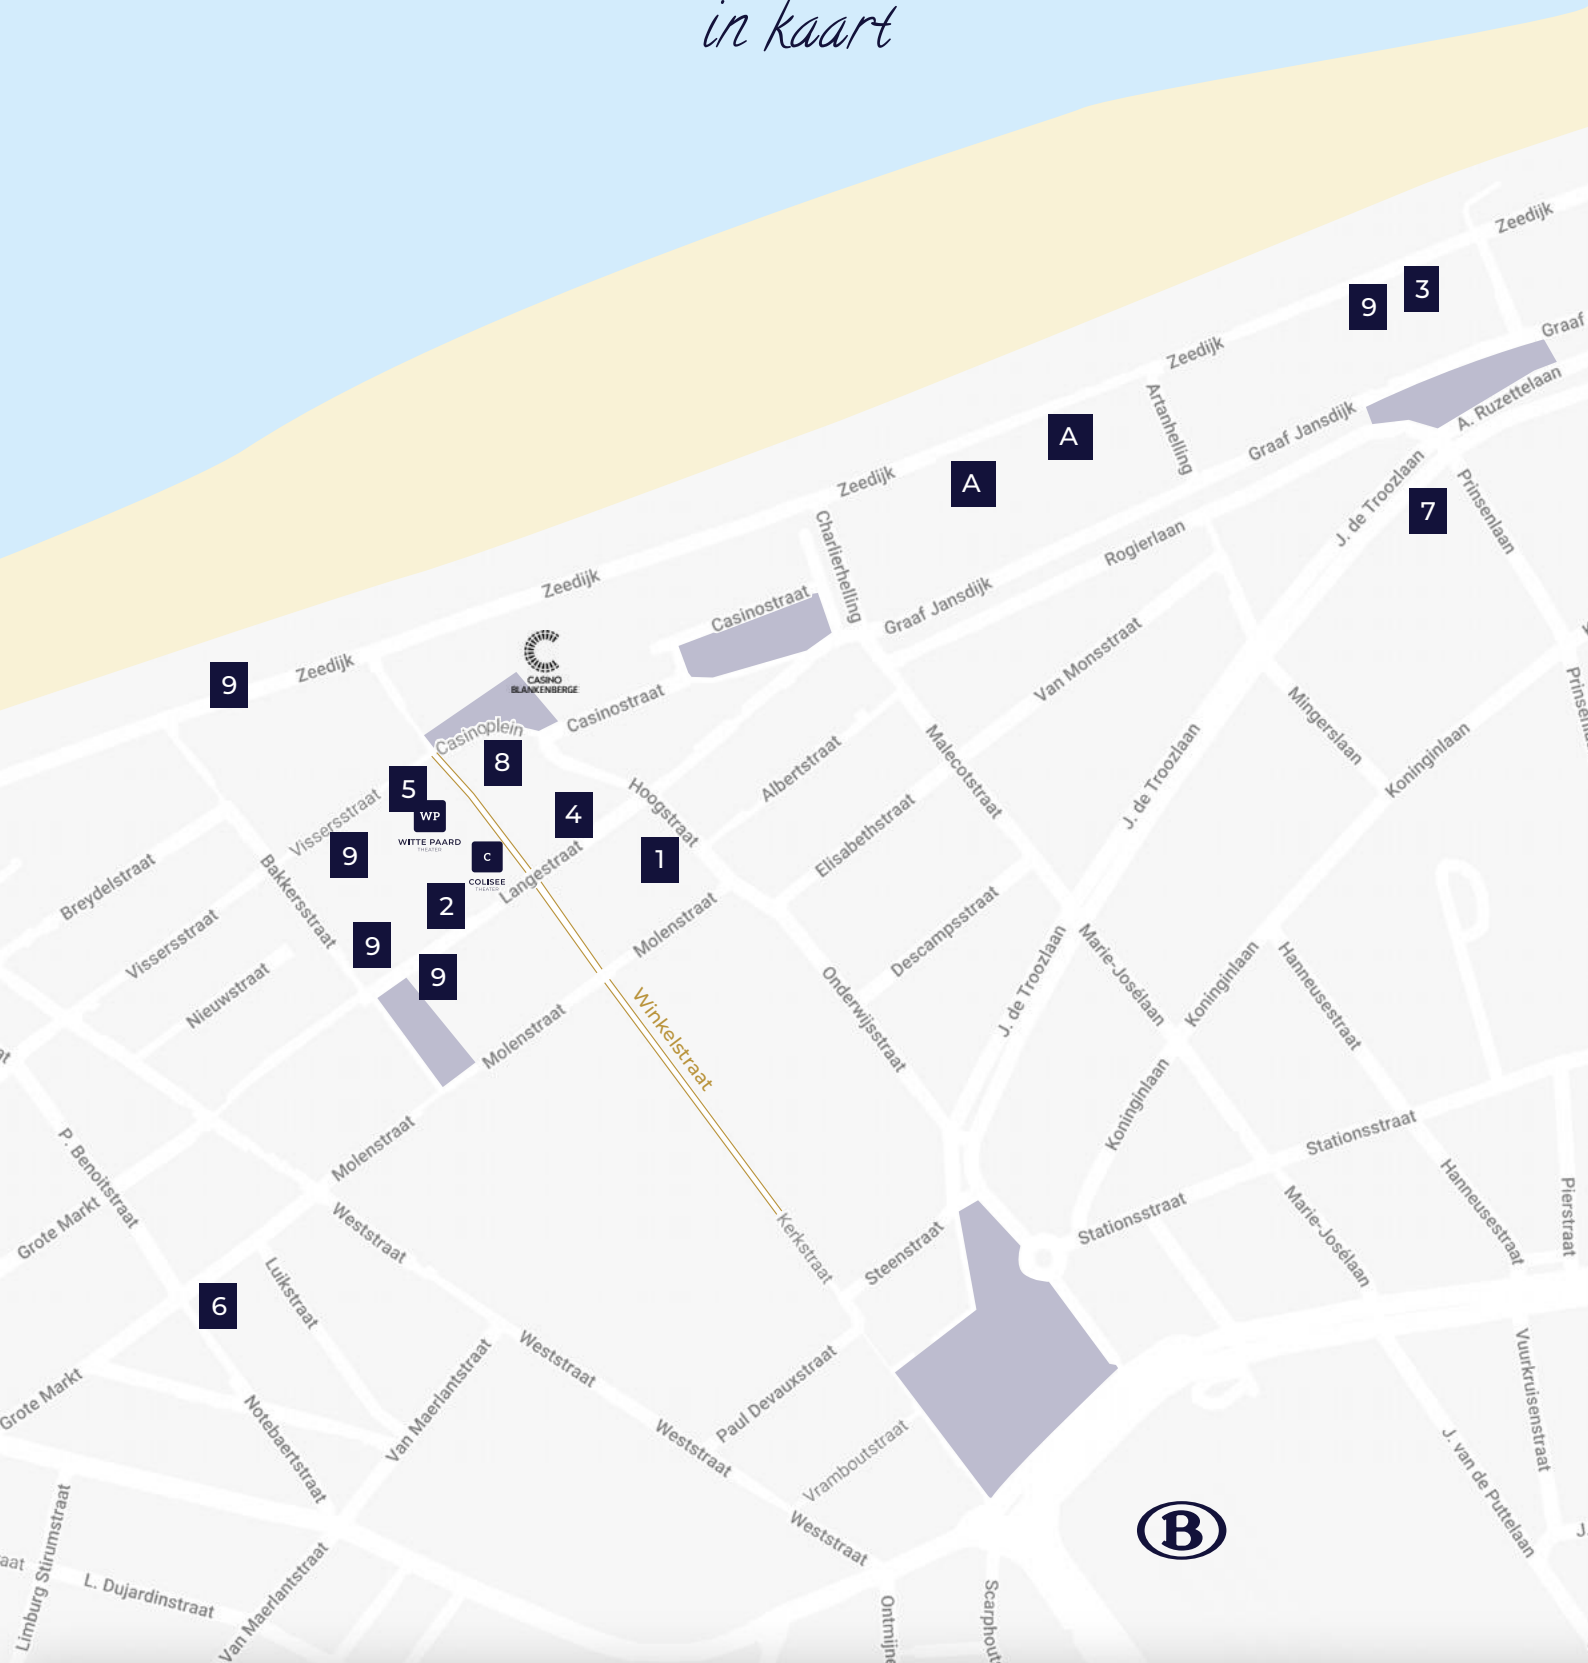 in kaart
Zeedijk
3
9
Graaf
Zeedijk
A. Ruzettelaan
Artanhelling
Graaf Jansdijk
A
J. de Troozlaan
Zeedijk
A
Prinsenlaan
7
Charlierhelling
Rogierlaan
Zeedijk
Casinostraat
Graaf Jansdijk
Van Monsstraat
CASINO
BLANKENBERGE
Zeedijk
9
Casinostraat
Mingerslaan
Casinoplein
8
Malecotstraat
J. de Troozlaan
Koninginlaan
Albertstraat
5
Vissersstraat
WP
WITTE PAARD
THEATER
4
Hoogstraat
Elisabethstraat
9
C
COLISEE
THEATER
Langestraat
1
Breydelstraat
Bakkersstraat
2
Molenstraat
Descampsstraat
Vissersstraat
9
9
J. de Troozlaan
Marie-Josélaan
Koninginlaan
Hanneusestraat
Nieuwstraat
Onderwijsstraat
Molenstraat
Winkelstraat
Koninginlaan
Stationsstraat
Molenstraat
P. Benoitstraat
Grote Markt
Weststraat
Kerkstraat
Steenstraat
Stationsstraat
Marie-Josélaan
Hanneusestraat
Pierstraat
6
Luikstraat
Weststraat
Van Maerlantstraat
Paul Devauxstraat
Vuurkruisenstraat
Grote Markt
Notebaertstraat
Weststraat
Vramboutstraat
J. van de Puttelaan
Weststraat
B
Limburg Stirumstraat
L. Dujardinstraat
Van Maerlantstraat